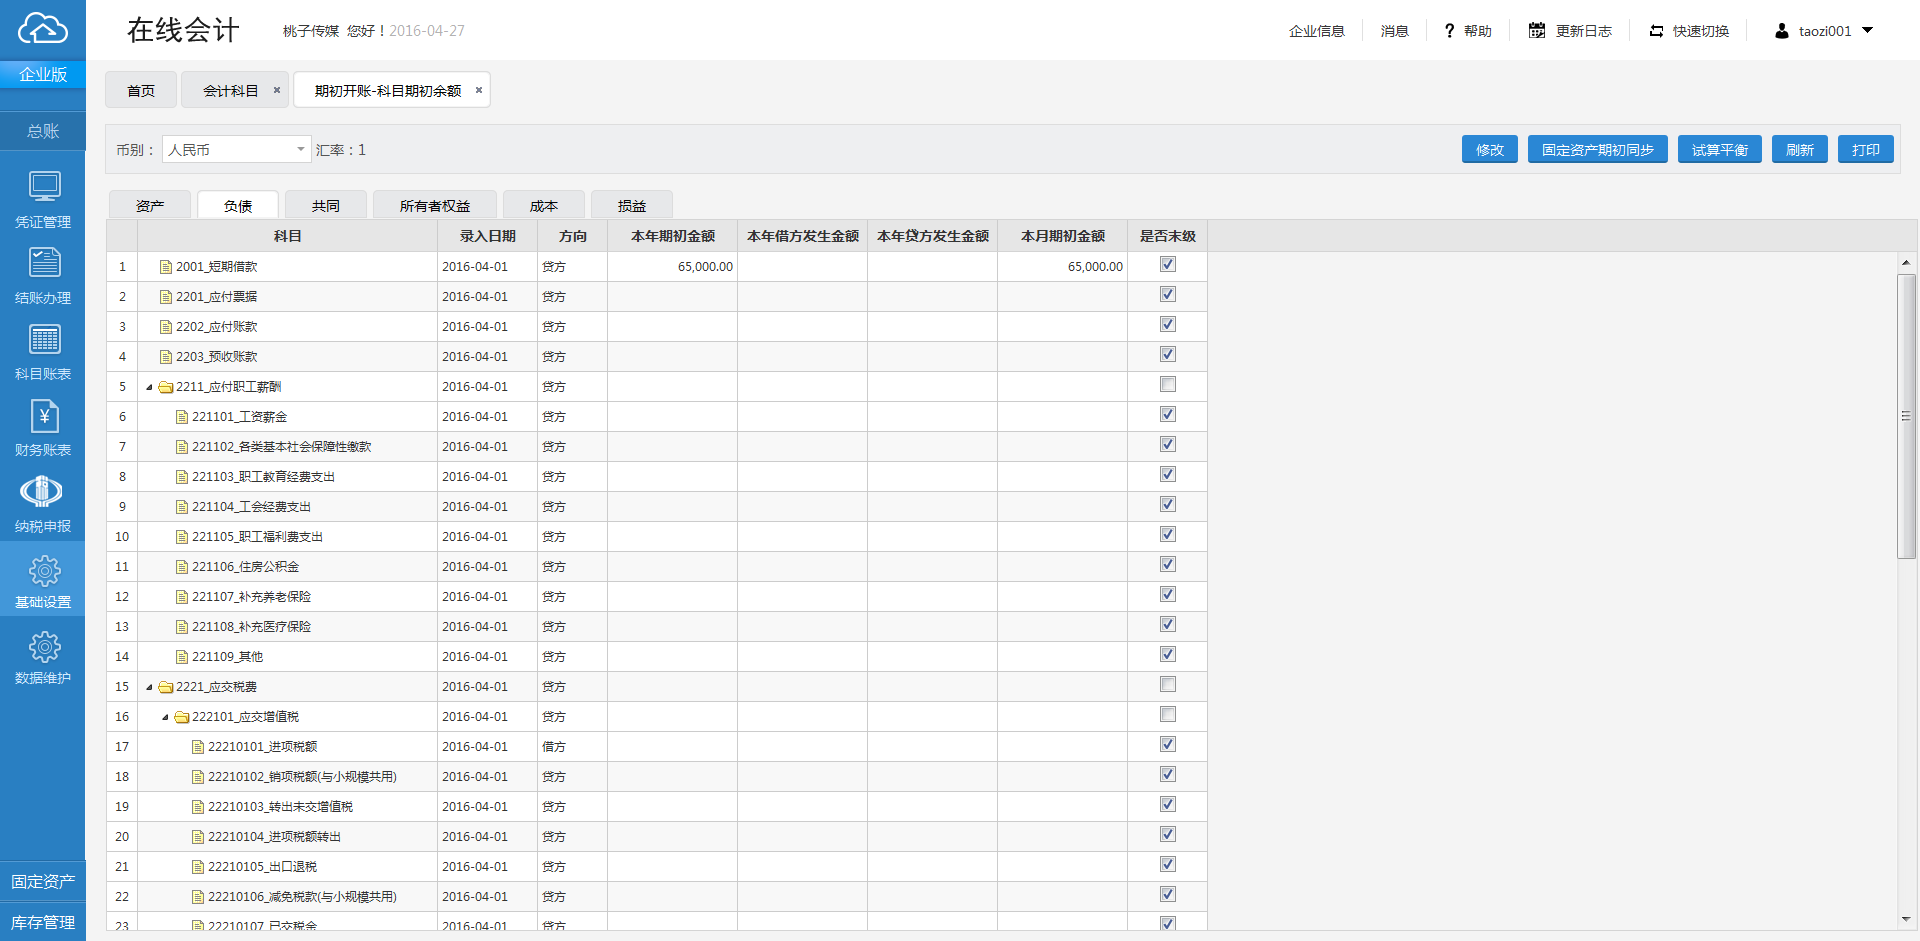 在线会计 桃子传媒 您好！2016-04-27 企业信息 消息 ? 帮助 更新日志 快速切换 taozi001
企业版
首页 会计科目 × 期初开账-科目期初余额 ×
总账
币别： 人民币 汇率：1 修改 固定资产期初同步 试算平衡 刷新 打印
凭证管理
结账办理
科目账表
财务账表
纳税申报
基础设置
数据维护
固定资产
库存管理
资产 负债 共同 所有者权益 成本 损益
科目 录入日期 方向 本年期初金额 本年借方发生金额 本年贷方发生金额 本月期初金额 是否末级
1 2001_短期借款 2016-04-01 贷方 65,000.00 65,000.00
2 2201_应付票据 2016-04-01 贷方
3 2202_应付账款 2016-04-01 贷方
4 2203_预收账款 2016-04-01 贷方
5 2211_应付职工薪酬 2016-04-01 贷方
6 221101_工资薪金 2016-04-01 贷方
7 221102_各类基本社会保障性缴款 2016-04-01 贷方
8 221103_职工教育经费支出 2016-04-01 贷方
9 221104_工会经费支出 2016-04-01 贷方
10 221105_职工福利费支出 2016-04-01 贷方
11 221106_住房公积金 2016-04-01 贷方
12 221107_补充养老保险 2016-04-01 贷方
13 221108_补充医疗保险 2016-04-01 贷方
14 221109_其他 2016-04-01 贷方
15 2221_应交税费 2016-04-01 贷方
16 222101_应交增值税 2016-04-01 贷方
17 22210101_进项税额 2016-04-01 借方
18 22210102_销项税额(与小规模共用) 2016-04-01 贷方
19 22210103_转出未交增值税 2016-04-01 贷方
20 22210104_进项税额转出 2016-04-01 贷方
21 22210105_出口退税 2016-04-01 贷方
22 22210106_减免税款(与小规模共用) 2016-04-01 贷方
23 22210107_已交税金 2016-04-01 贷方